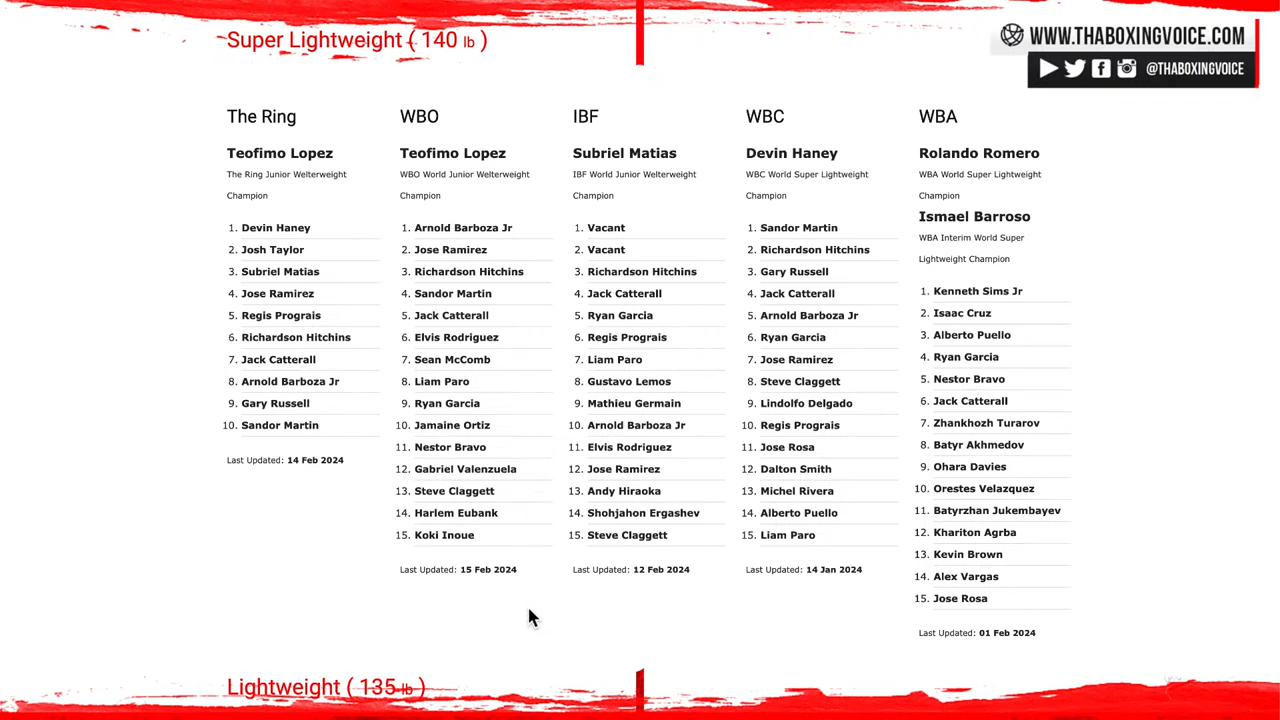 Super Lightweight ( 140 lb )
WWW.THABOXINGVOICE.COM
@THABOXINGVOICE
The Ring
Teofimo Lopez
The Ring Junior Welterweight
Champion
1. Devin Haney
2. Josh Taylor
3. Subriel Matias
4. Jose Ramirez
5. Regis Prograis
6. Richardson Hitchins
7. Jack Catterall
8. Arnold Barboza Jr
9. Gary Russell
10. Sandor Martin
Last Updated: 14 Feb 2024
WBO
Teofimo Lopez
WBO World Junior Welterweight
Champion
1. Arnold Barboza Jr
2. Jose Ramirez
3. Richardson Hitchins
4. Sandor Martin
5. Jack Catterall
6. Elvis Rodriguez
7. Sean McComb
8. Liam Paro
9. Ryan Garcia
10. Jamaine Ortiz
11. Nestor Bravo
12. Gabriel Valenzuela
13. Steve Claggett
14. Harlem Eubank
15. Koki Inoue
Last Updated: 15 Feb 2024
IBF
Subriel Matias
IBF World Junior Welterweight
Champion
1. Vacant
2. Vacant
3. Richardson Hitchins
4. Jack Catterall
5. Ryan Garcia
6. Regis Prograis
7. Liam Paro
8. Gustavo Lemos
9. Mathieu Germain
10. Arnold Barboza Jr
11. Elvis Rodriguez
12. Jose Ramirez
13. Andy Hiraoka
14. Shohjahon Ergashev
15. Steve Claggett
Last Updated: 12 Feb 2024
WBC
Devin Haney
WBC World Super Lightweight
Champion
1. Sandor Martin
2. Richardson Hitchins
3. Gary Russell
4. Jack Catterall
5. Arnold Barboza Jr
6. Ryan Garcia
7. Jose Ramirez
8. Steve Claggett
9. Lindolfo Delgado
10. Regis Prograis
11. Jose Rosa
12. Dalton Smith
13. Michel Rivera
14. Alberto Puello
15. Liam Paro
Last Updated: 14 Jan 2024
WBA
Rolando Romero
WBA World Super Lightweight
Champion
Ismael Barroso
WBA Interim World Super
Lightweight Champion
1. Kenneth Sims Jr
2. Isaac Cruz
3. Alberto Puello
4. Ryan Garcia
5. Nestor Bravo
6. Jack Catterall
7. Zhankhozh Turarov
8. Batyr Akhmedov
9. Ohara Davies
10. Orestes Velazquez
11. Batyrzhan Jukembayev
12. Khariton Agrba
13. Kevin Brown
14. Alex Vargas
15. Jose Rosa
Last Updated: 01 Feb 2024
Lightweight ( 135 lb )